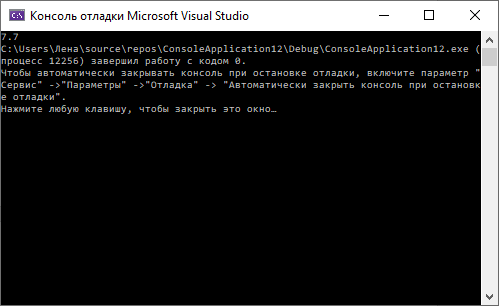 Консоль отладки Microsoft Visual Studio
7.7
C:\Users\Лена\source\repos\ConsoleApplication12\Debug\ConsoleApplication12.exe (
процесс 12256) завершил работу с кодом 0.
Чтобы автоматически закрывать консоль при остановке отладки, включите параметр "
Сервис" ->"Параметры" ->"Отладка" -> "Автоматически закрыть консоль при остановк
е отладки".
Нажмите любую клавишу, чтобы закрыть это окно…